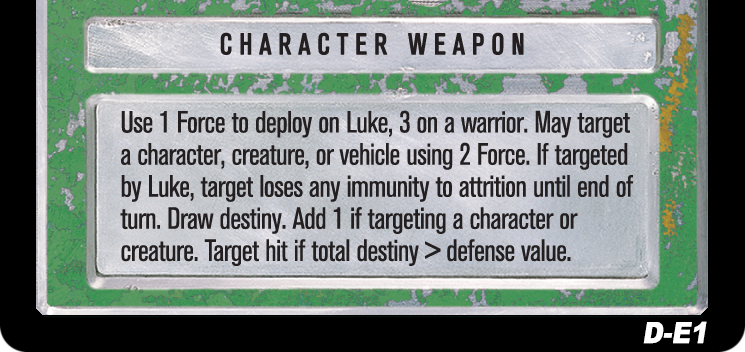 CHARACTER WEAPON
Use 1 Force to deploy on Luke, 3 on a warrior. May target
a character, creature, or vehicle using 2 Force. If targeted
by Luke, target loses any immunity to attrition until end of
turn. Draw destiny. Add 1 if targeting a character or
creature. Target hit if total destiny > defense value.
D-E1